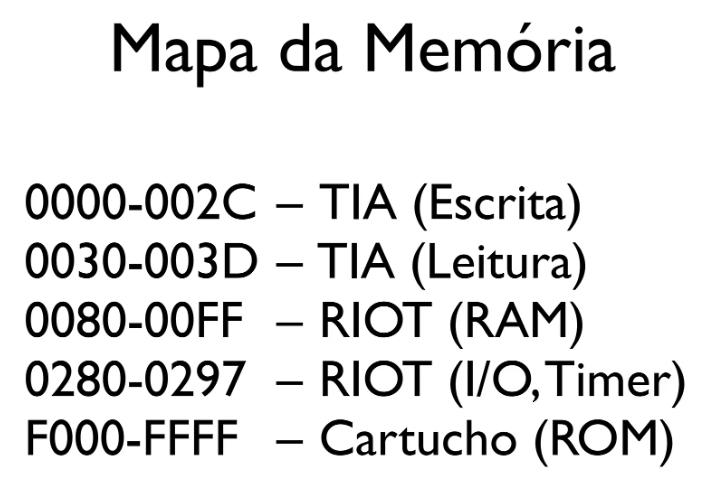 Mapa da Memória
0000-002C – TIA (Escrita)
0030-003D – TIA (Leitura)
0080-00FF – RIOT (RAM)
0280-0297 – RIOT (I/O, Timer)
F000-FFFF – Cartucho (ROM)